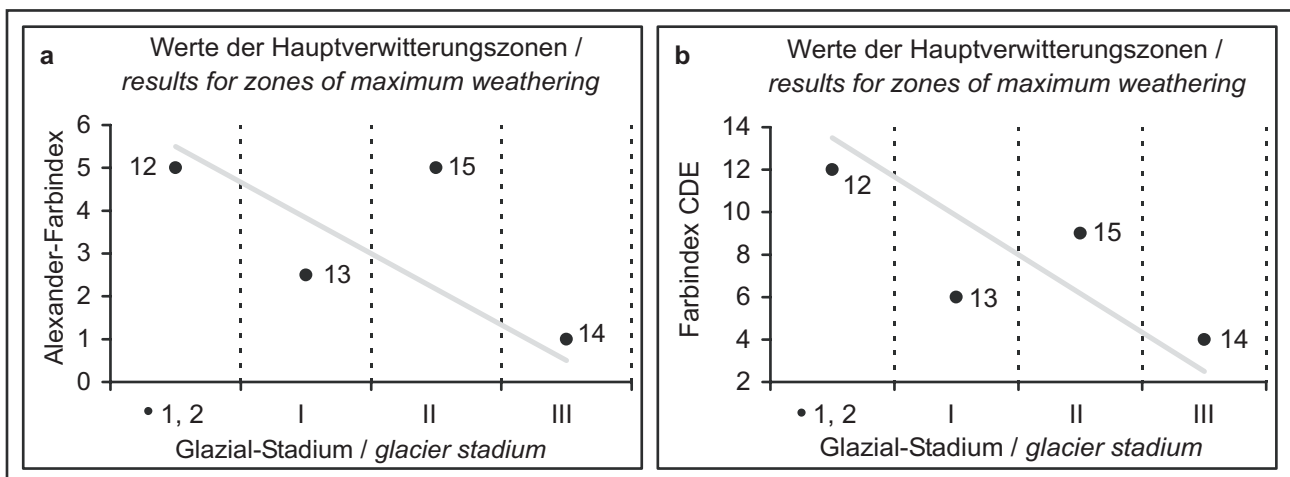 a
Werte der Hauptverwitterungszonen /
results for zones of maximum weathering
Alexander-Farbindex
6
5
4
3
2
1
0
12
13
15
14
• 1, 2 I II III
Glazial-Stadium / glacier stadium
b
Werte der Hauptverwitterungszonen /
results for zones of maximum weathering
Farbindex CDE
14
12
10
8
6
4
2
12
13
15
14
• 1, 2 I II III
Glazial-Stadium / glacier stadium